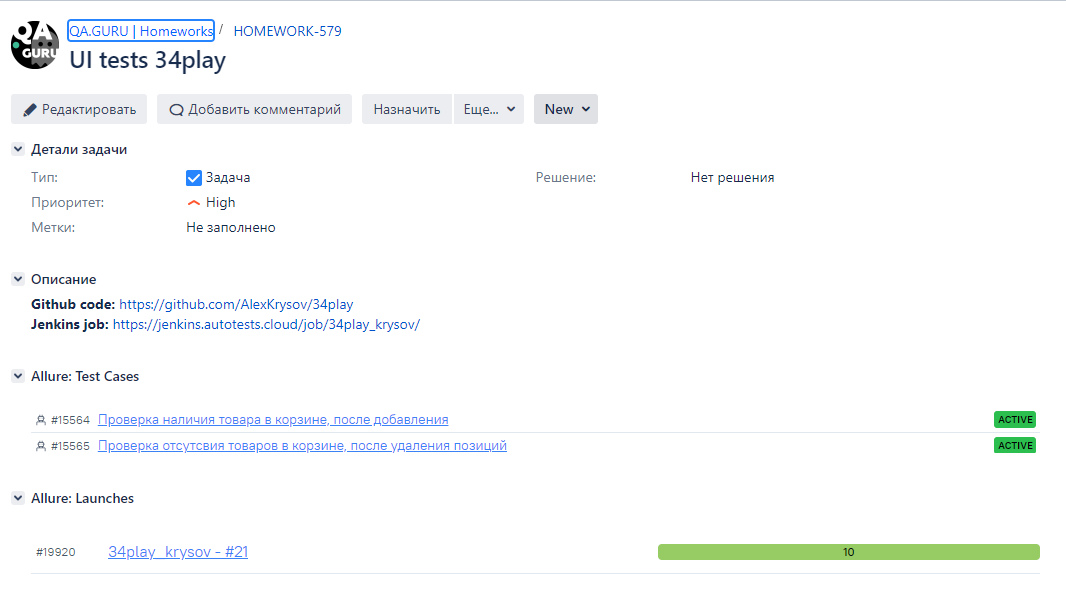 QA
GURU
QA.GURU | Homeworks / HOMEWORK-579
UI tests 34play
Редактировать Добавить комментарий Назначить Еще... New
Детали задачи
Тип: Задача Решение: Нет решения
Приоритет: High
Метки: Не заполнено
Описание
Github code: https://github.com/AlexKrysov/34play
Jenkins job: https://jenkins.autotests.cloud/job/34play_krysov/
Allure: Test Cases
#15564 Проверка наличия товара в корзине, после добавления ACTIVE
#15565 Проверка отсутсвия товаров в корзине, после удаления позиций ACTIVE
Allure: Launches
#19920 34play_krysov - #21 10